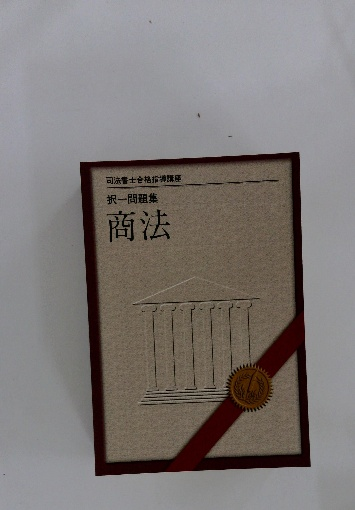 司法書士合格指導講座
択一問題集
商法